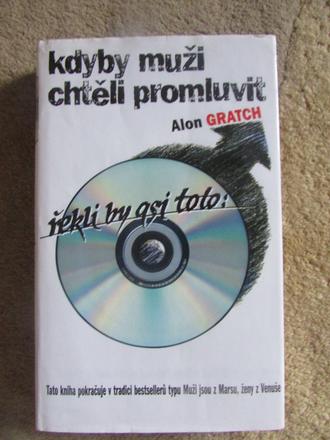 kdyby muži
chtěli promluvit
Alon GRATCH
řekli by asi toto:
Tato kniha pokračuje v tradici bestsellerů typu Muži jsou z Marsu, ženy z Venuše